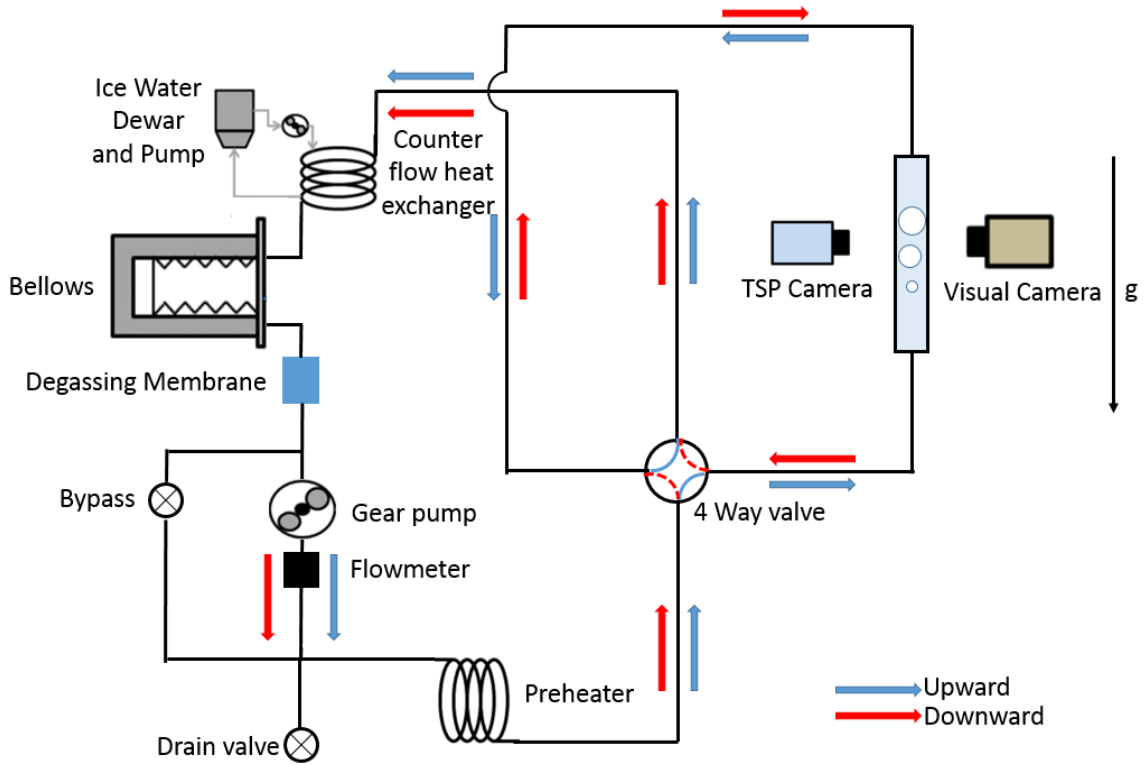 Ice Water
Dewar
and Pump
Counter
flow heat
exchanger
TSP Camera
Visual Camera
g
Bellows
Degassing Membrane
Bypass
Gear pump
4 Way valve
Flowmeter
Preheater
Upward
Downward
Drain valve